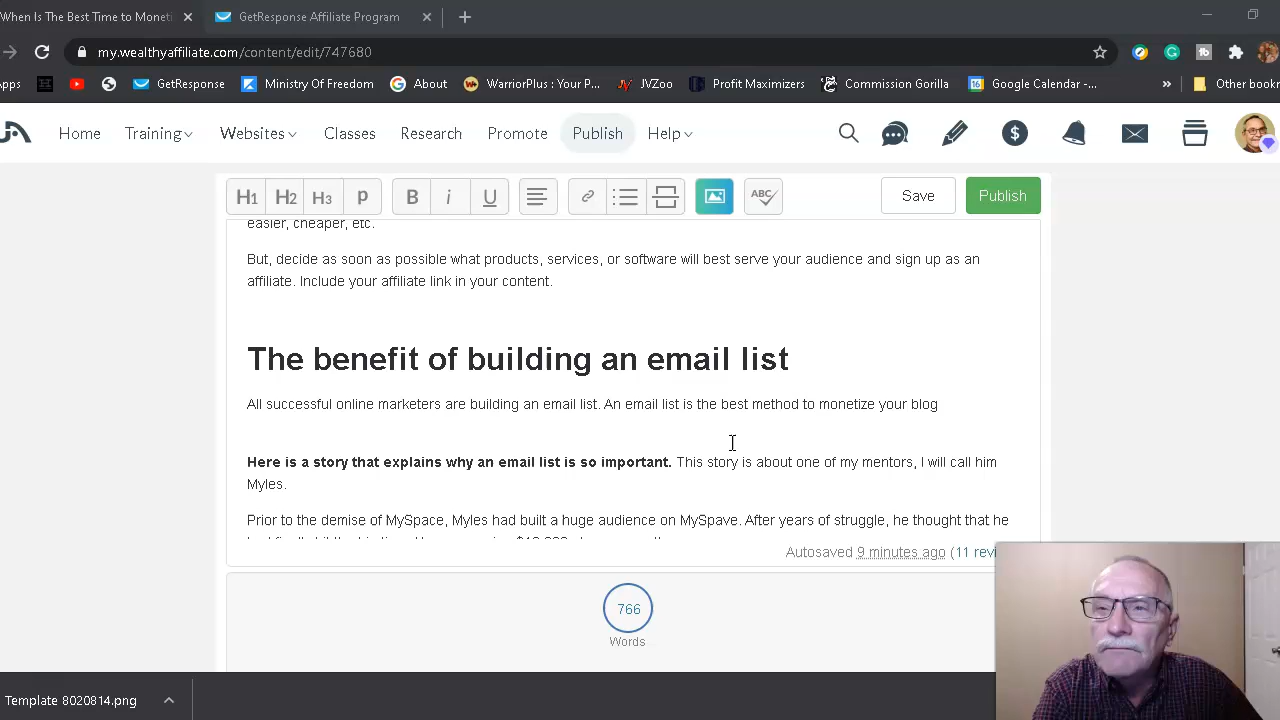 When Is The Best Time to Moneti
GetResponse Affiliate Program
my.wealthyaffiliate.com/content/edit/747680
pps
GetResponse
Ministry Of Freedom
About
WarriorPlus : Your P...
JVZoo
Profit Maximizers
Commission Gorilla
Google Calendar -...
Other bookr
Home
Training
Websites
Classes
Research
Promote
Publish
Help
H1
H2
H3
p
B
i
U
ABC
Save
Publish
easier, cheaper, etc.
But, decide as soon as possible what products, services, or software will best serve your audience and sign up as an
affiliate. Include your affiliate link in your content.
The benefit of building an email list
All successful online marketers are building an email list. An email list is the best method to monetize your blog
Here is a story that explains why an email list is so important. This story is about one of my mentors, I will call him
Myles.
Prior to the demise of MySpace, Myles had built a huge audience on MySpave. After years of struggle, he thought that he
Autosaved 9 minutes ago (11 revi
766
Words
Template 8020814.png